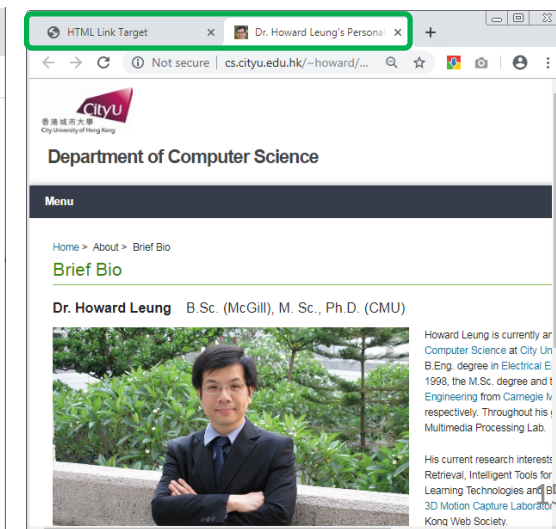 HTML Link Target
Dr. Howard Leung's Personal
Not secure | cs.cityu.edu.hk/~howard/...
CityU
香港城市大學
City University of Hong Kong
Department of Computer Science
Menu
Home > About > Brief Bio
Brief Bio
Dr. Howard Leung B.Sc. (McGill), M. Sc., Ph.D. (CMU)
Howard Leung is currently
Computer Science at City
B.Eng. degree in Electrical
1998, the M.Sc. degree and
Engineering from Carnegie
respectively. Throughout his
Multimedia Processing Lab.
His current research interests
Retrieval, Intelligent Tools for
Learning Technologies and
3D Motion Capture
Kong Web Society.